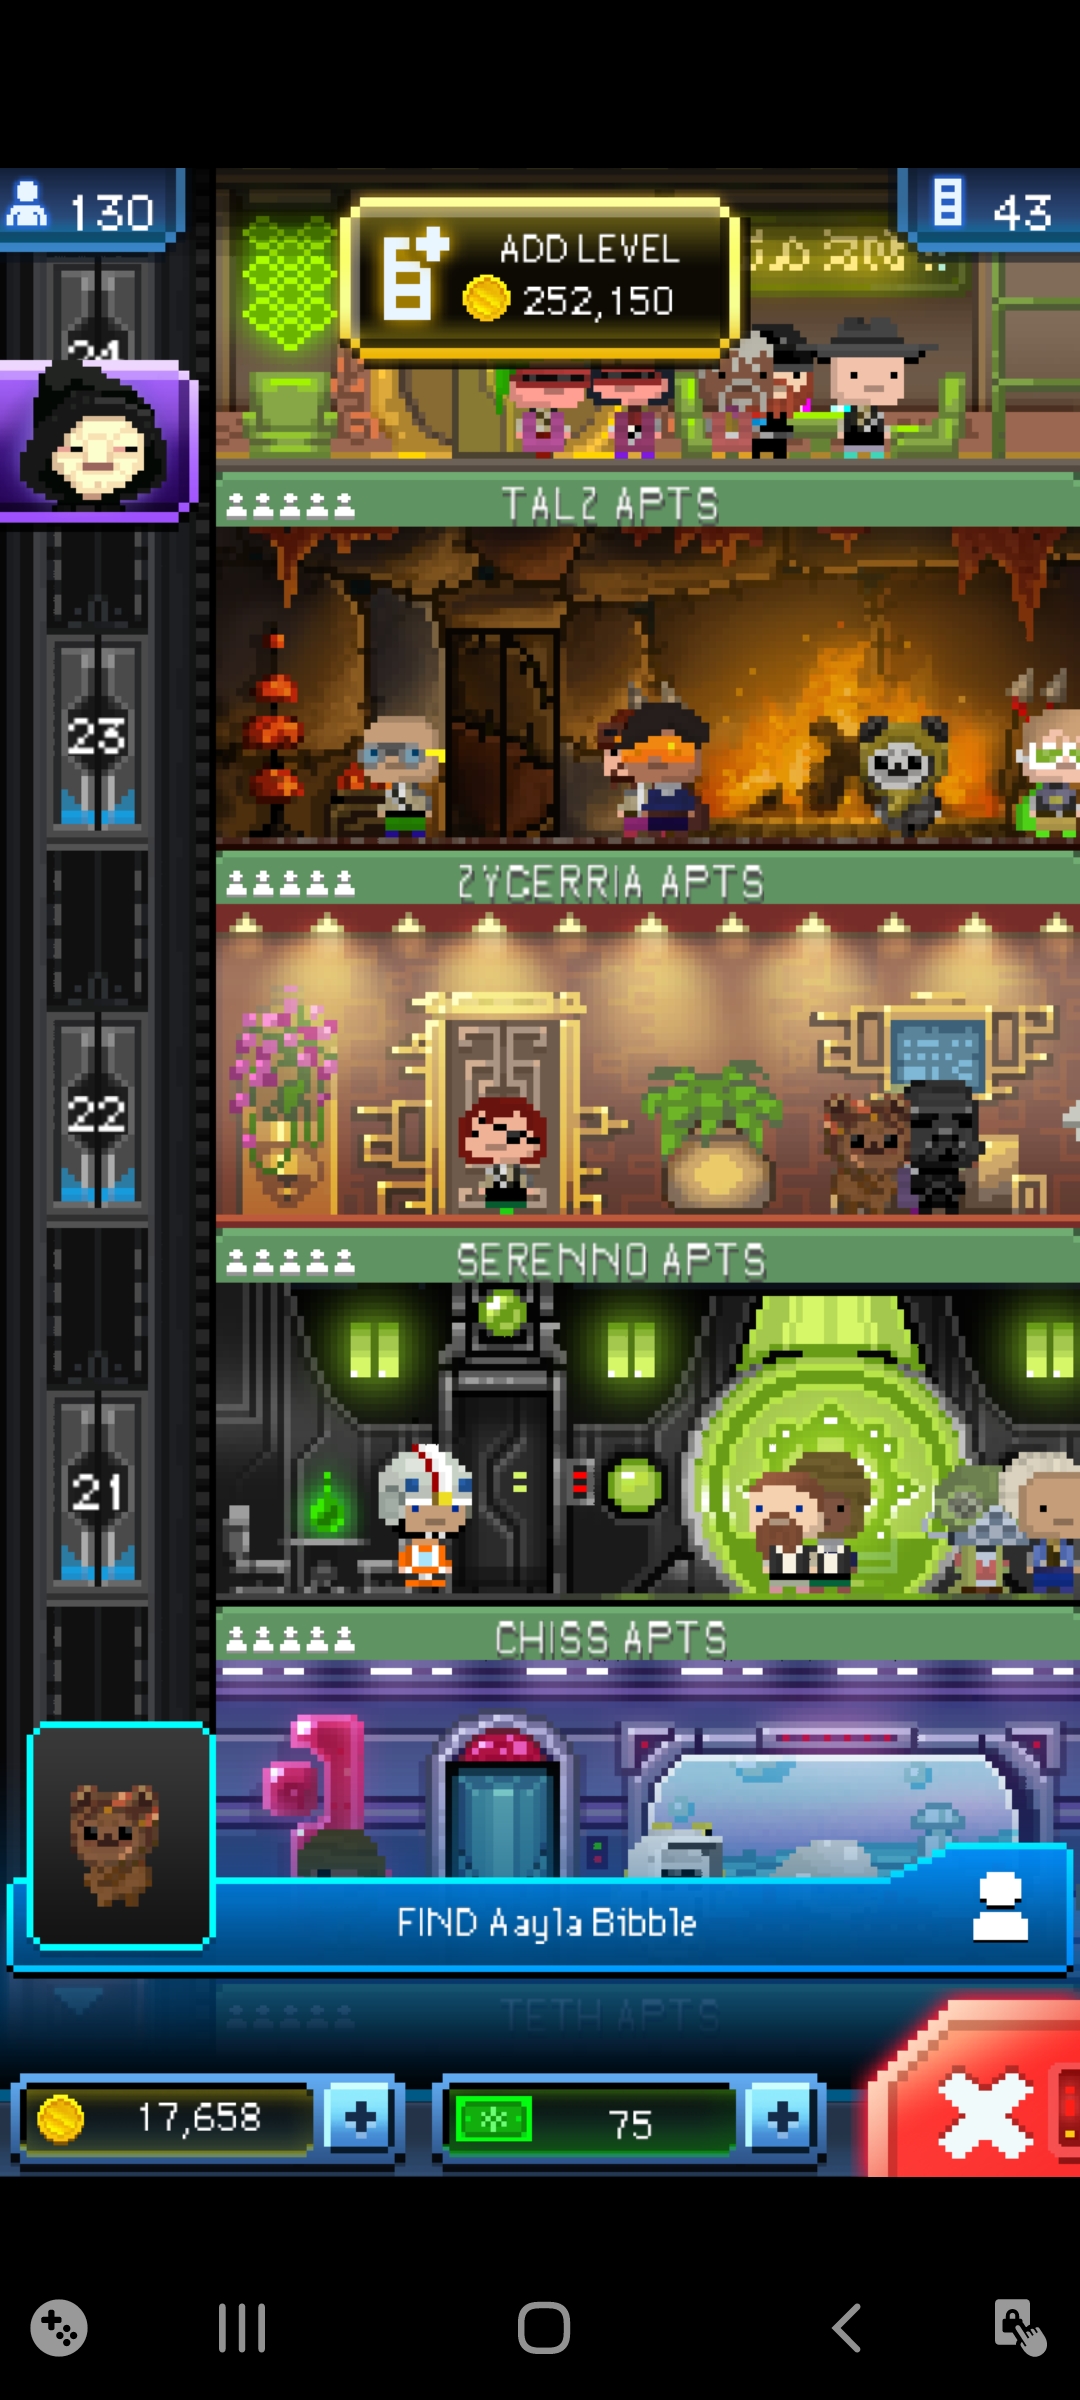 130
ADD LEVEL
252,150
43
24
TALZ APTS
23
ZYGERRIA APTS
22
SERENNO APTS
21
CHISS APTS
FIND Aayla Bibble
TETH APTS
17,658
75